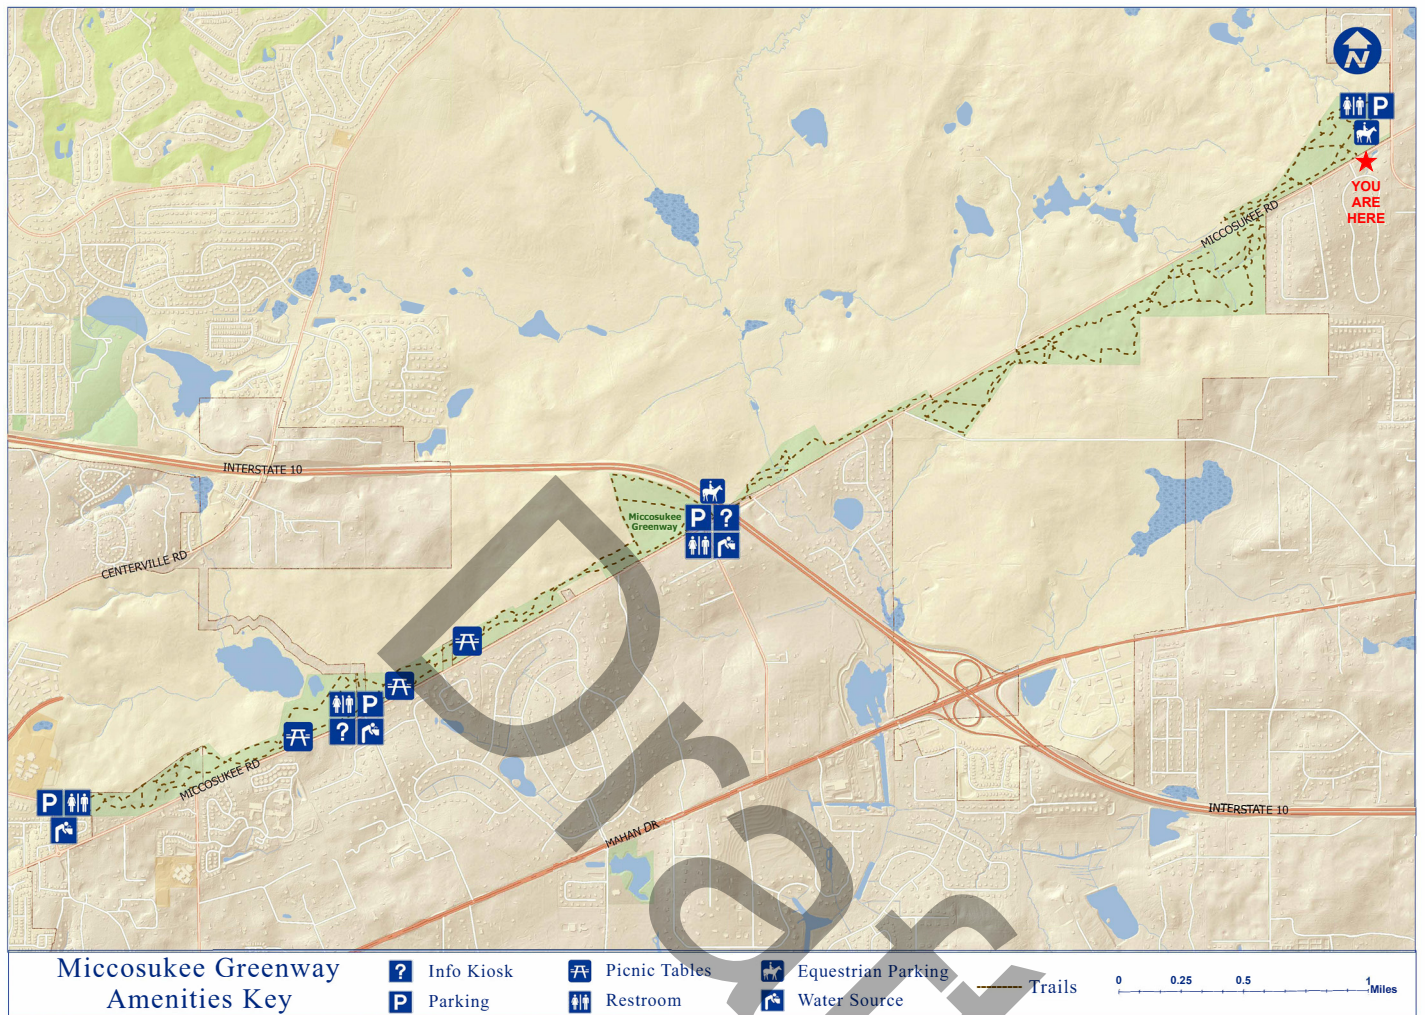 N
P
YOU
ARE
HERE
MICCOSUKEE RD
INTERSTATE 10
Miccosukee
Greenway
P ?
CENTERVILLE RD
P
?
MICCOSUKEE RD
P
INTERSTATE 10
MAHAN DR
Draf
Miccosukee Greenway
Amenities Key
? Info Kiosk
P Parking
Picnic Tables
Restroom
Equestrian Parking
Water Source
Trails
0 0.25 0.5 1
Miles